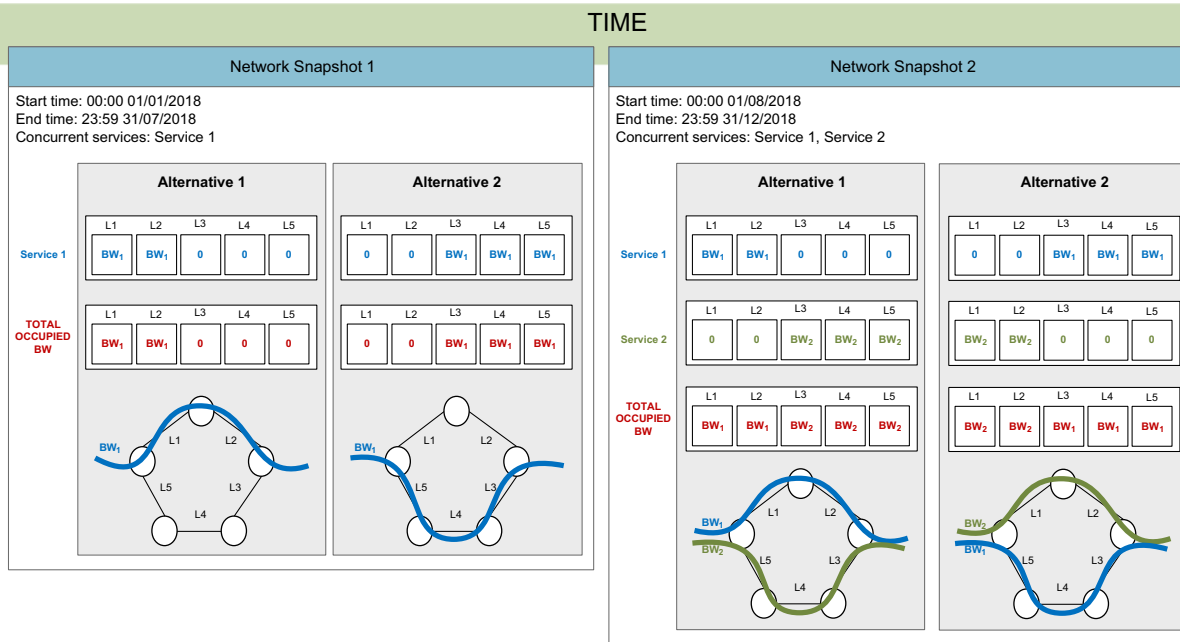 TIME
Network Snapshot 1
Start time: 00:00 01/01/2018
End time: 23:59 31/07/2018
Concurrent services: Service 1
Alternative 1
L1 L2 L3 L4 L5
Service 1 BW₁ BW₁ 0 0 0
L1 L2 L3 L4 L5
TOTAL
OCCUPIED
BW
BW₁ BW₁ 0 0 0
BW₁
L1 L2
L5 L3
L4
Alternative 2
L1 L2 L3 L4 L5
0 0 BW₁ BW₁ BW₁
L1 L2 L3 L4 L5
0 0 BW₁ BW₁ BW₁
L1 L2
BW₁
L5 L3
L4
Network Snapshot 2
Start time: 00:00 01/08/2018
End time: 23:59 31/12/2018
Concurrent services: Service 1, Service 2
Alternative 1
L1 L2 L3 L4 L5
Service 1 BW₁ BW₁ 0 0 0
L1 L2 L3 L4 L5
Service 2 0 0 BW₂ BW₂ BW₂
L1 L2 L3 L4 L5
TOTAL
OCCUPIED
BW
BW₁ BW₁ BW₂ BW₂ BW₂
L1 L2
BW₁
BW₂
L5 L3
L4
Alternative 2
L1 L2 L3 L4 L5
0 0 BW₁ BW₁ BW₁
L1 L2 L3 L4 L5
BW₂ BW₂ 0 0 0
L1 L2 L3 L4 L5
BW₂ BW₂ BW₁ BW₁ BW₁
L1 L2
BW₂
BW₁
L5 L3
L4